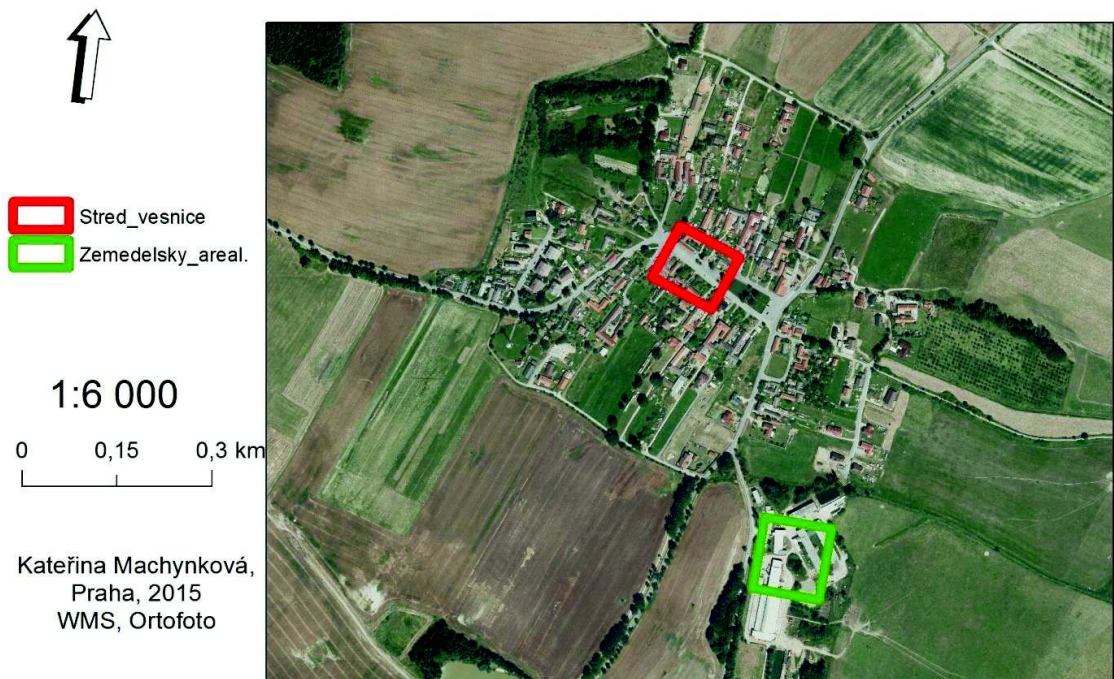 Stred_vesnice
Zemedelsky_areal.
1:6 000
0 0,15 0,3 km
Kateřina Machynková,
Praha, 2015
WMS, Ortofoto